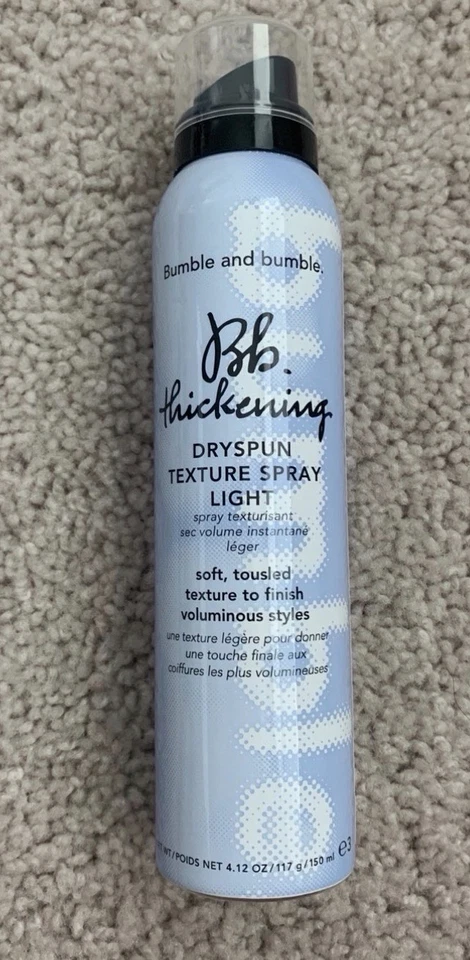 Bumble and bumble.
Bb.
thickening
DRYSPUN
TEXTURE SPRAY
LIGHT
spray texturisant
sec volume instantané
léger
soft, tousled
texture to finish
voluminous styles
une texture légère pour donner
une touche finale aux
coiffures les plus volumineuses
WT/POIDS NET 4.12 OZ/117 g/150 ml e3